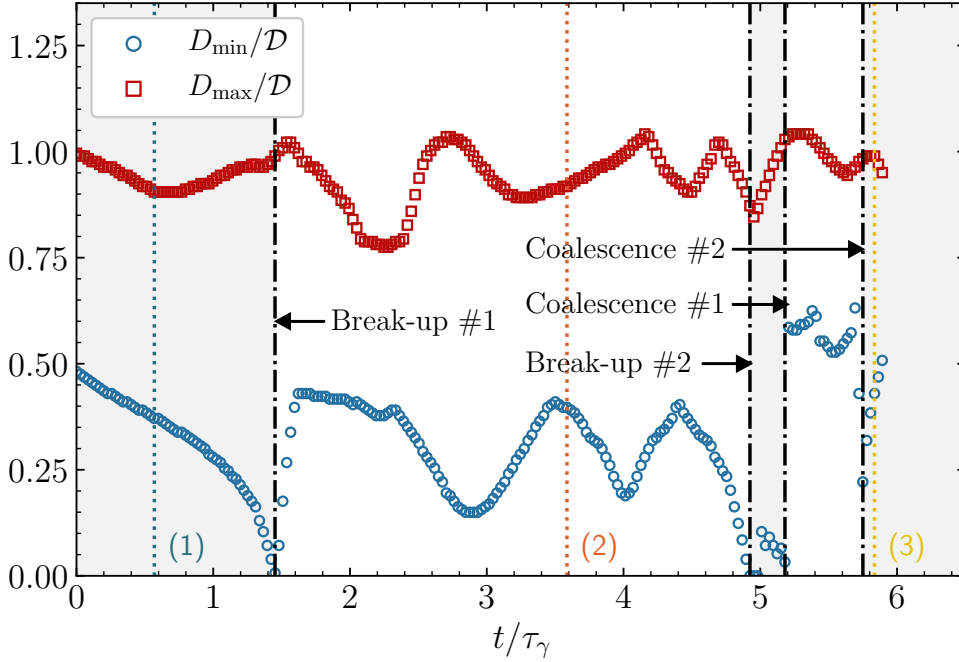 1.25
1.00
0.75
0.50
0.25
0.00
D_min/𝒟
D_max/𝒟
Coalescence #2
Coalescence #1
Break-up #1
Break-up #2
(1)
(2)
(3)
0 1 2 3 4 5 6
t/τ_γ